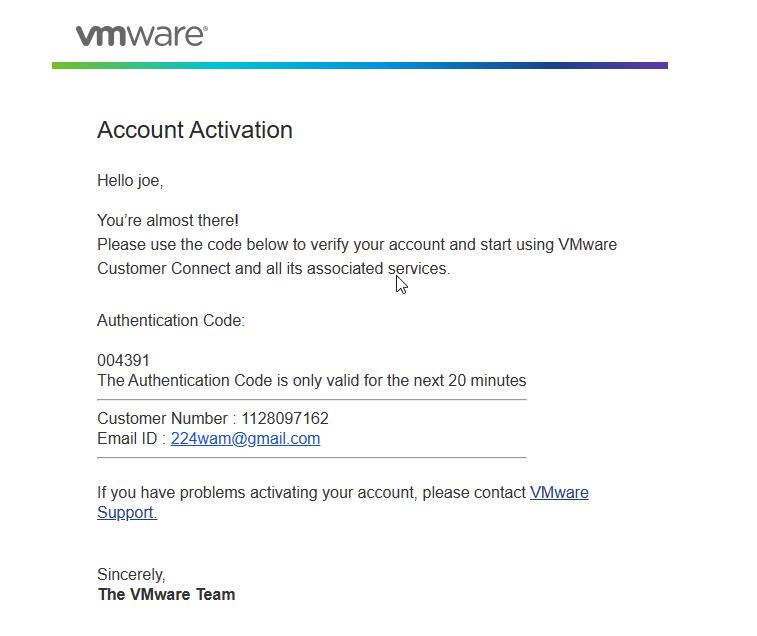 vmware®
Account Activation
Hello joe,
You’re almost there!
Please use the code below to verify your account and start using VMware
Customer Connect and all its associated services.
Authentication Code:
004391
The Authentication Code is only valid for the next 20 minutes
Customer Number : 1128097162
Email ID : 224wam@gmail.com
If you have problems activating your account, please contact VMware
Support.
Sincerely,
The VMware Team